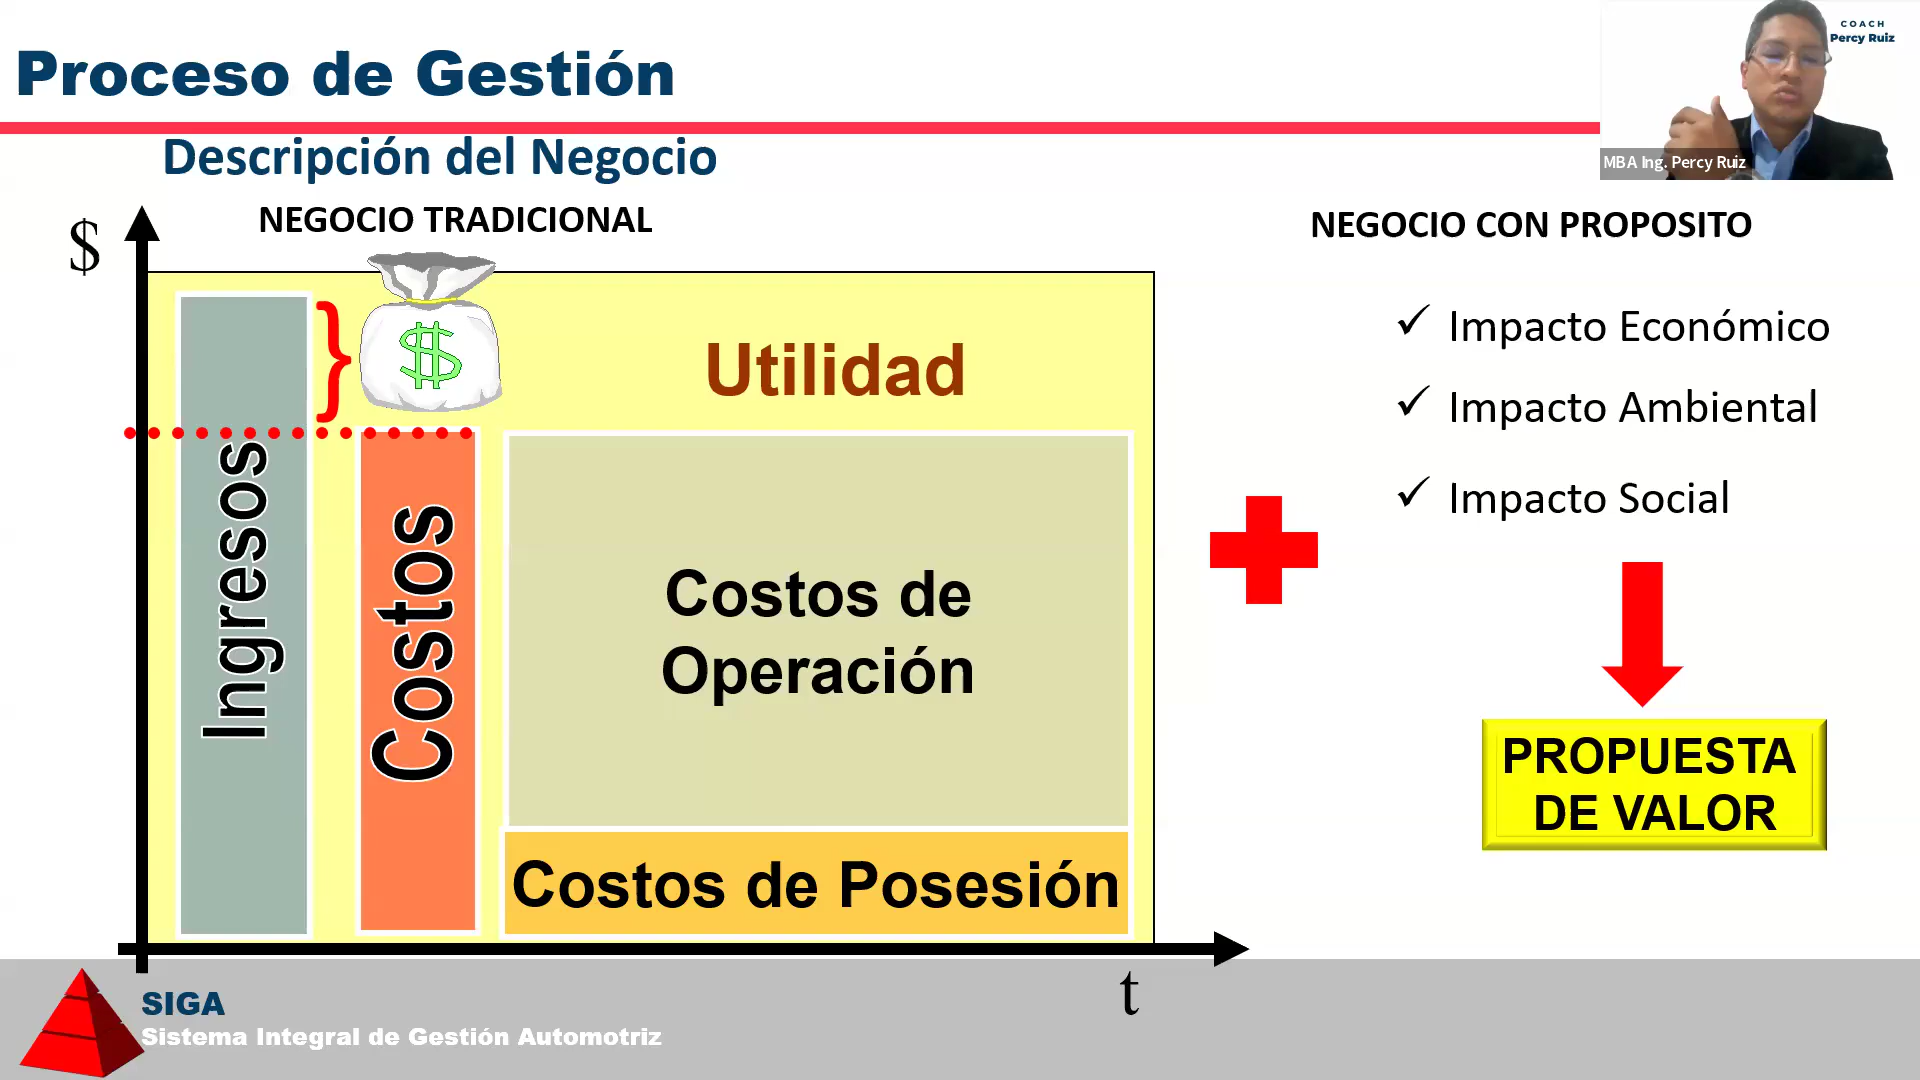 Proceso de Gestión
COACH
Percy Ruiz
MBA Ing. Percy Ruiz
Descripción del Negocio
NEGOCIO TRADICIONAL
NEGOCIO CON PROPOSITO
$
$
Utilidad
Ingresos
Costos
Costos de
Operación
Costos de Posesión
t
✓ Impacto Económico
✓ Impacto Ambiental
✓ Impacto Social
PROPUESTA
DE VALOR
SIGA
Sistema Integral de Gestión Automotriz